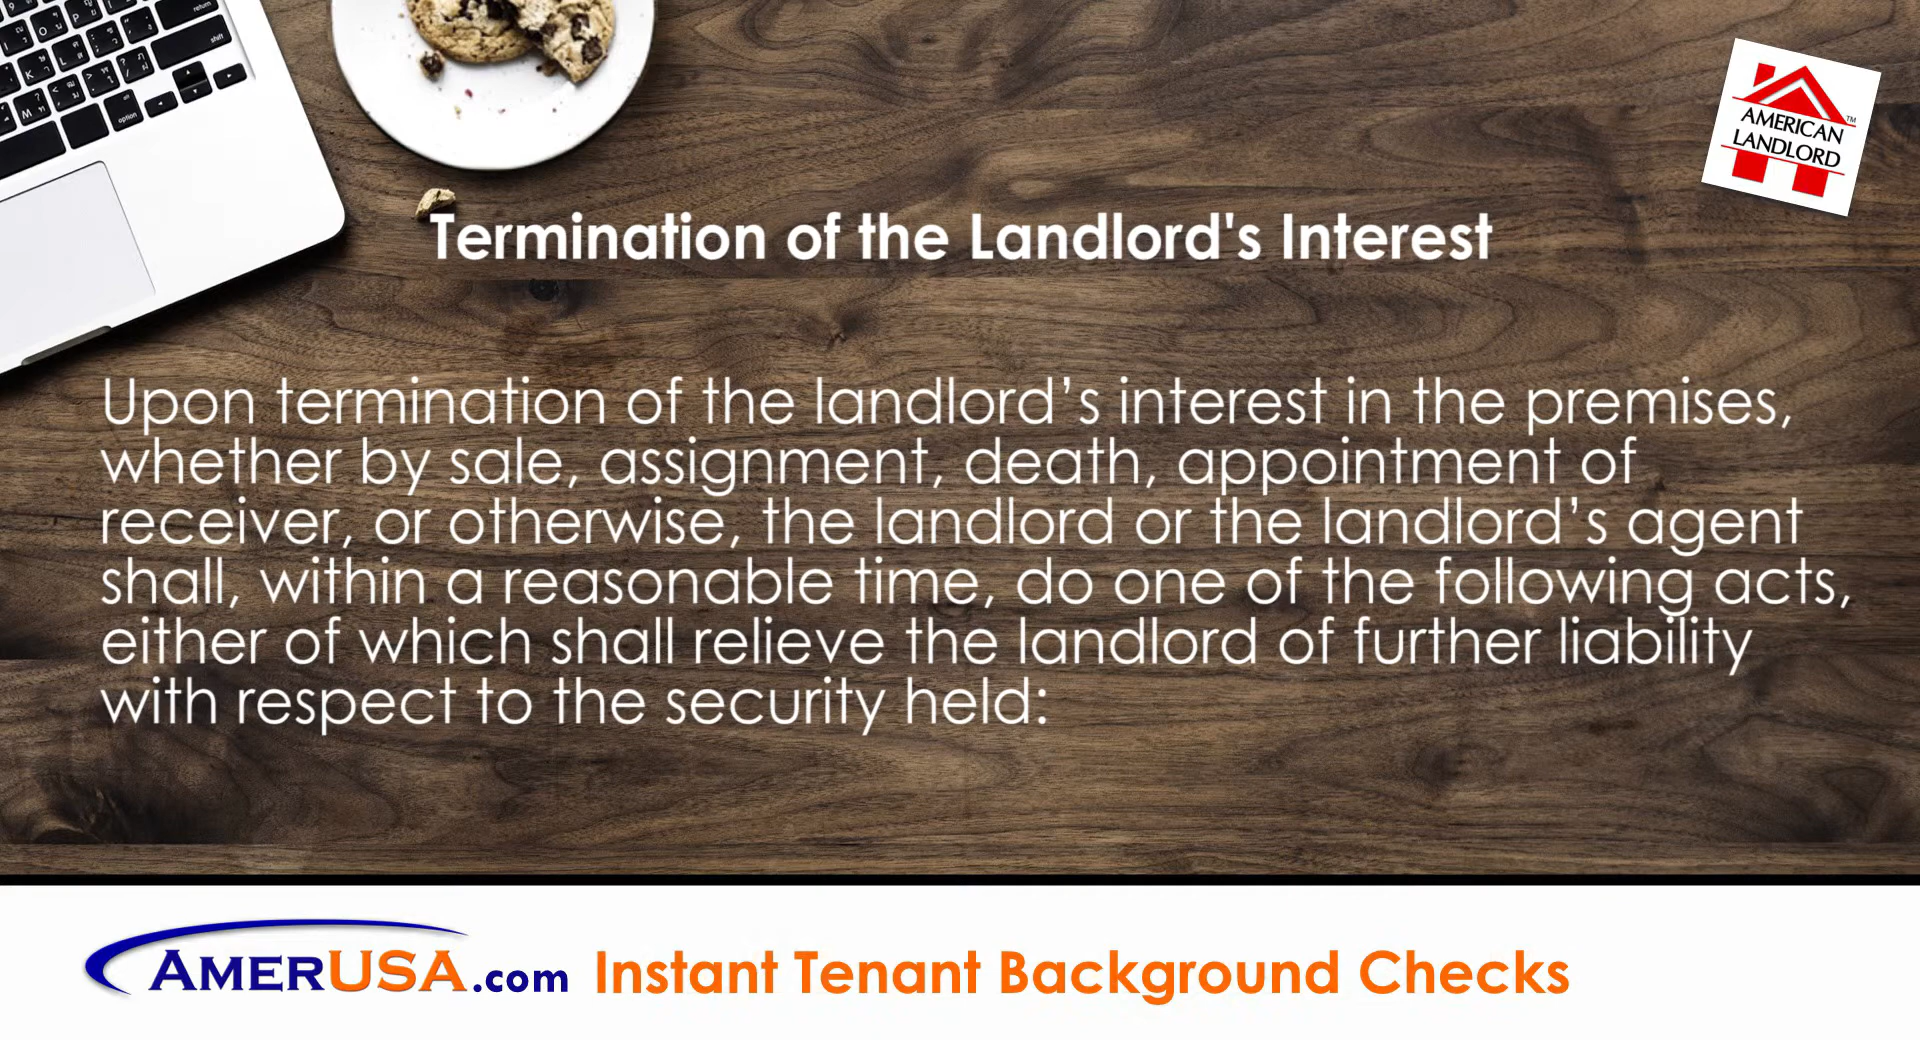 AMERICAN
LANDLORD
TM
Termination of the Landlord's Interest
Upon termination of the landlord’s interest in the premises,
whether by sale, assignment, death, appointment of
receiver, or otherwise, the landlord or the landlord’s agent
shall, within a reasonable time, do one of the following acts,
either of which shall relieve the landlord of further liability
with respect to the security held:
AMERUSA.com Instant Tenant Background Checks